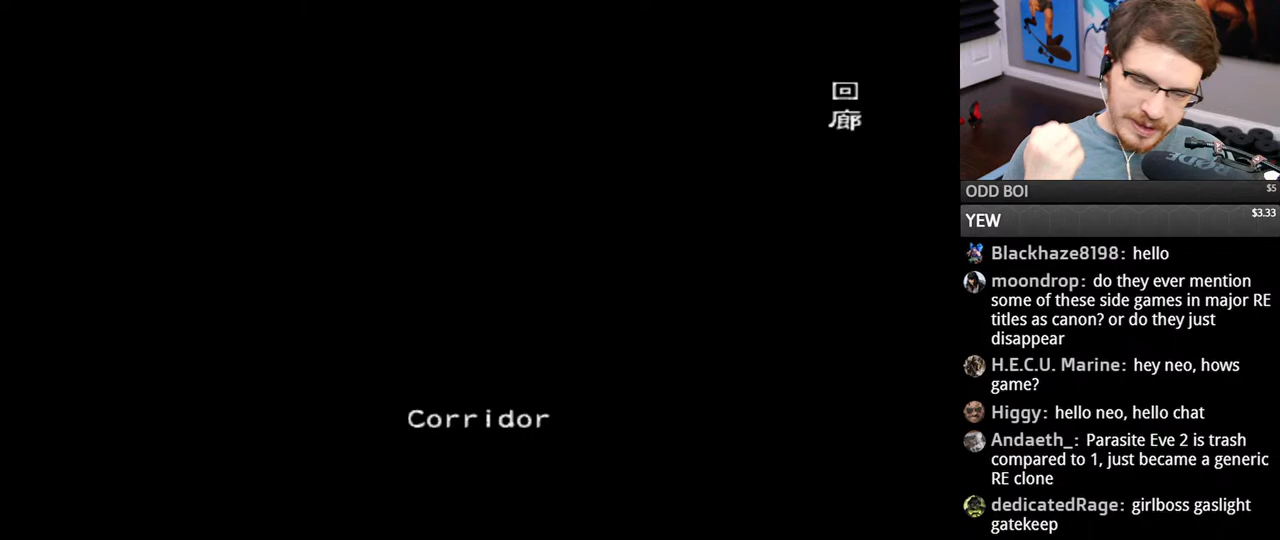 回廊
Corridor
RØDE
ODD BOI $5
YEW $3.33
Blackhaze8198: hello
moondrop: do they ever mention
some of these side games in major RE
titles as canon? or do they just
disappear
H.E.C.U. Marine: hey neo, hows
game?
Higgy: hello neo, hello chat
Andaeth_: Parasite Eve 2 is trash
compared to 1, just became a generic
RE clone
dedicatedRage: girlboss gaslight
gatekeep